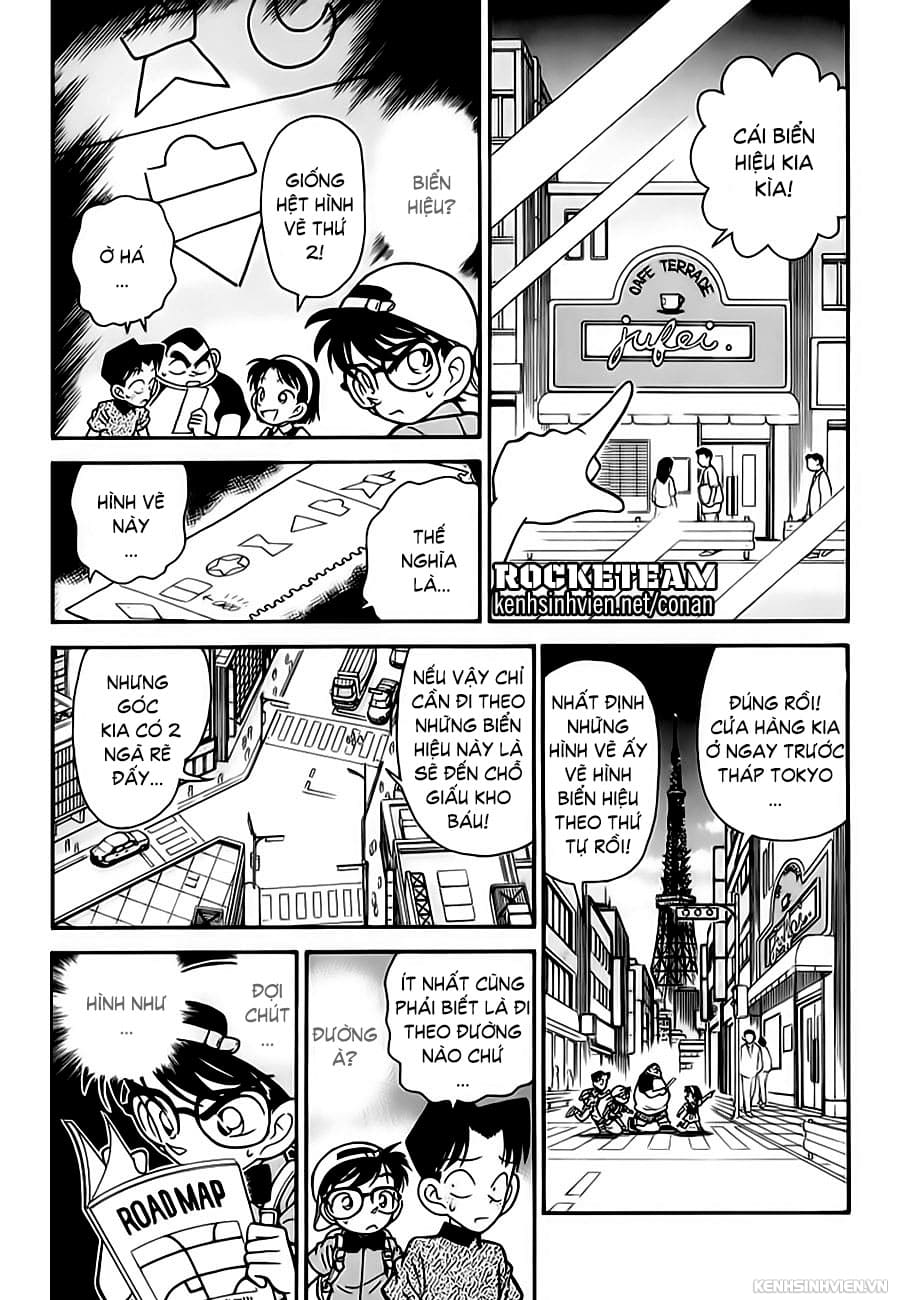 CÁI BIỂN
HIỆU KIA
KÌA!
CAFE TERRACE
jufei.
BIỂN
HIỆU?
GIỐNG
HỆT HÌNH
VẼ THỨ
2!
Ờ HÁ
...
THẾ
NGHĨA
LÀ...
HÌNH VẼ
NÀY
...
ROCKETEAM
kenhsinhvien.net/conan
ĐÚNG RỒI!
CỬA HÀNG KIA
Ở NGAY TRƯỚC
THÁP TOKYO
...
NHẤT ĐỊNH
NHỮNG
HÌNH VẼ ẤY
VẼ HÌNH
BIỂN HIỆU
THEO THỨ
TỰ RỒI!
NẾU VẬY CHỈ
CẦN ĐI THEO
NHỮNG BIỂN
HIỆU NÀY LÀ
SẼ ĐẾN CHỖ
GIẤU KHO
BÁU!
NHƯNG
GÓC
KIA CÓ 2
NGÃ RẼ
ĐẤY...
ÍT NHẤT CŨNG
PHẢI BIẾT LÀ ĐI
THEO ĐƯỜNG
NÀO CHỨ
...
ĐƯỜNG
À?
ĐỢI
CHÚT
...
HÌNH NHƯ
...
ROAD MAP
KENHSINHVIEN.VN